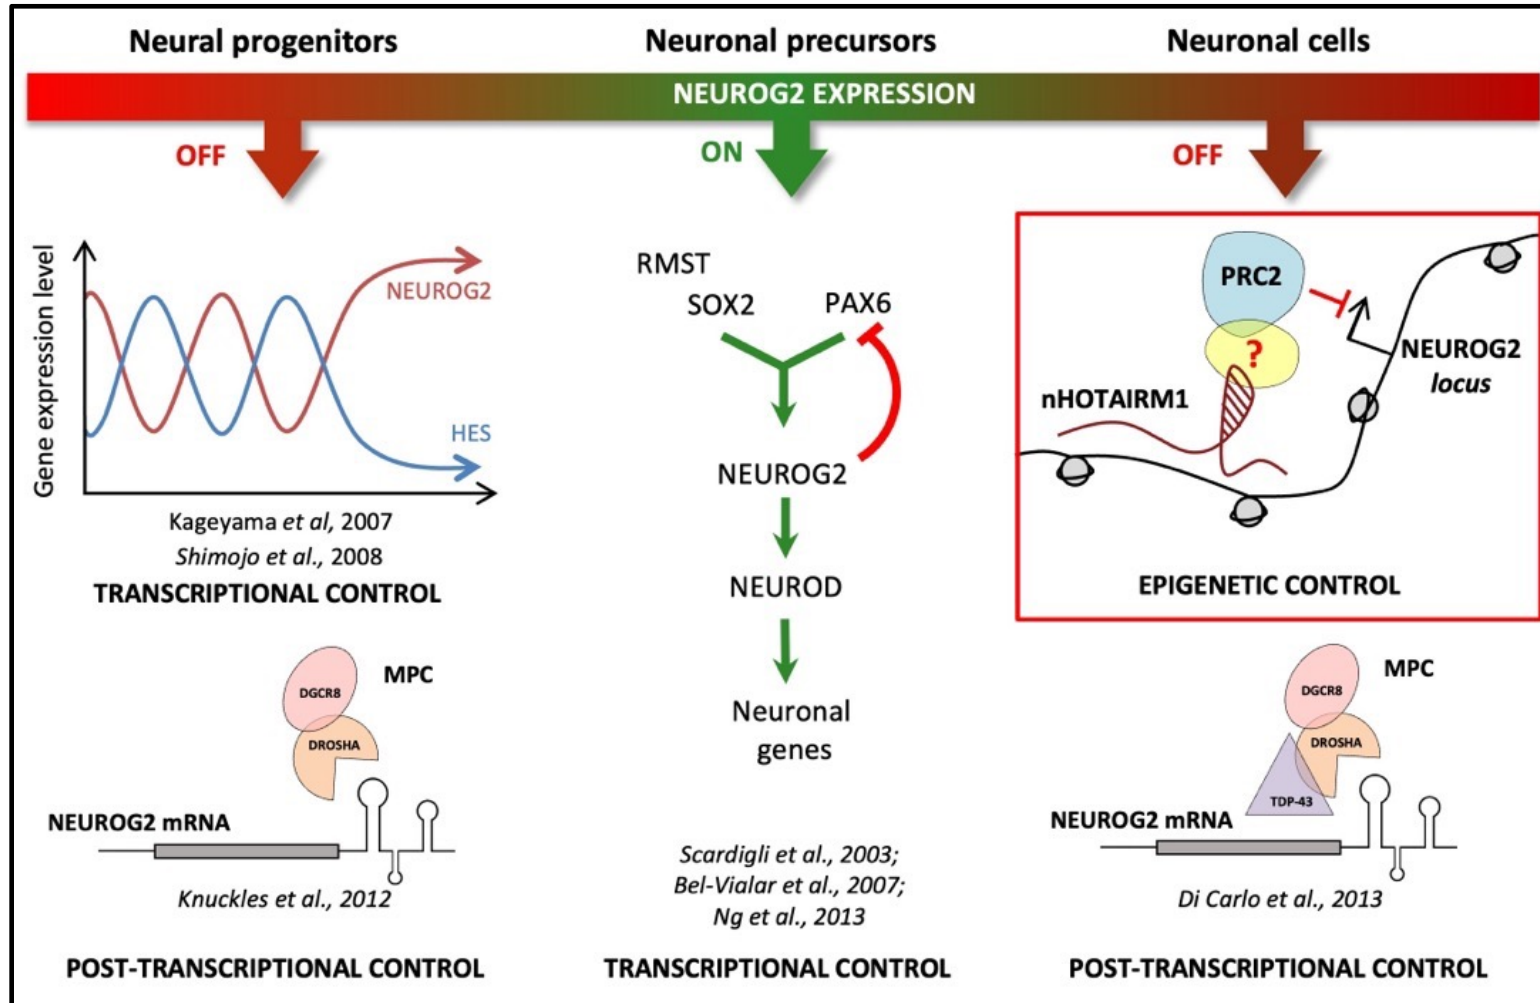 Neural progenitors
Neuronal precursors
Neuronal cells
NEUROG2 EXPRESSION
OFF
ON
OFF
Gene expression level
NEUROG2
HES
Kageyama et al, 2007
Shimojo et al., 2008
TRANSCRIPTIONAL CONTROL
MPC
DGCR8
DROSHA
NEUROG2 mRNA
Knuckles et al., 2012
POST-TRANSCRIPTIONAL CONTROL
RMST
SOX2
PAX6
NEUROG2
NEUROD
Neuronal
genes
Scardigli et al., 2003;
Bel-Vialar et al., 2007;
Ng et al., 2013
TRANSCRIPTIONAL CONTROL
PRC2
?
nHOTAIRM1
NEUROG2
locus
EPIGENETIC CONTROL
MPC
DGCR8
DROSHA
TDP-43
NEUROG2 mRNA
Di Carlo et al., 2013
POST-TRANSCRIPTIONAL CONTROL